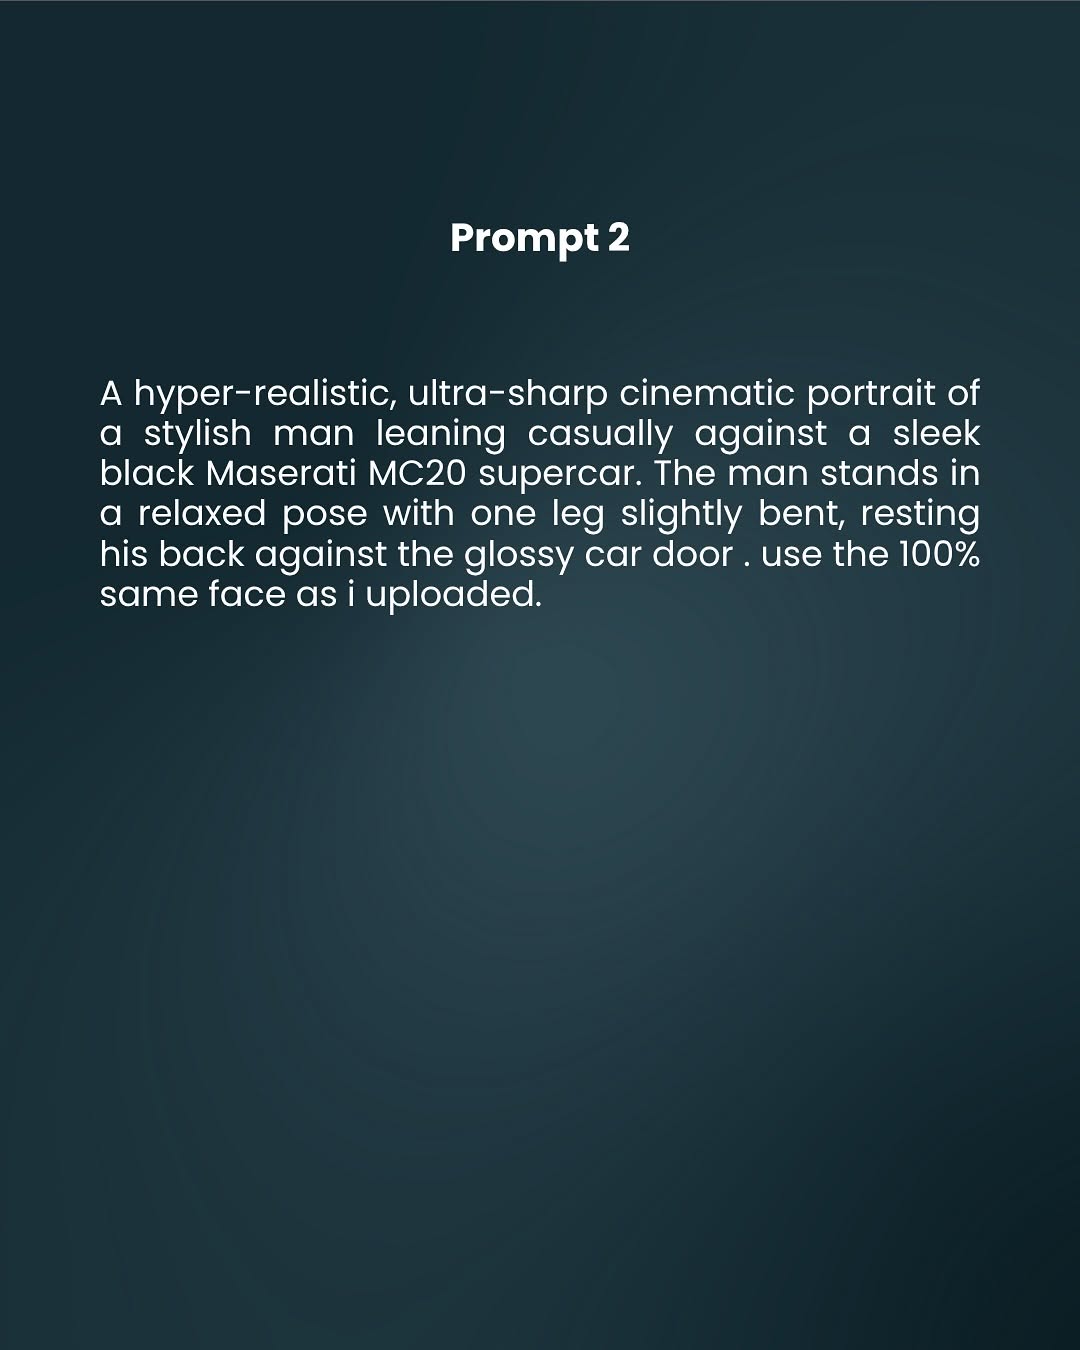 Prompt 2
A hyper-realistic, ultra-sharp cinematic portrait of
a stylish man leaning casually against a sleek
black Maserati MC20 supercar. The man stands in
a relaxed pose with one leg slightly bent, resting
his back against the glossy car door . use the 100%
same face as i uploaded.